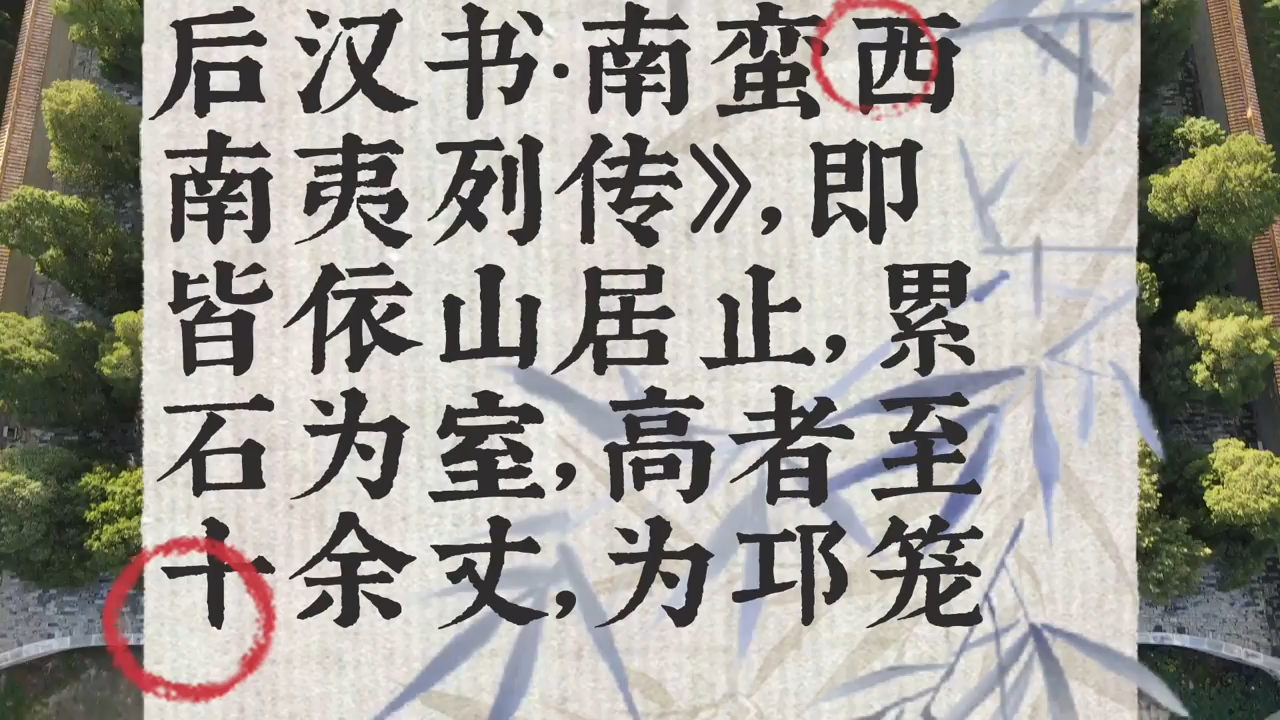 后汉书·南蛮西
南夷列传》,即
皆依山居止,累
石为室,高者至
十余丈,为邛笼